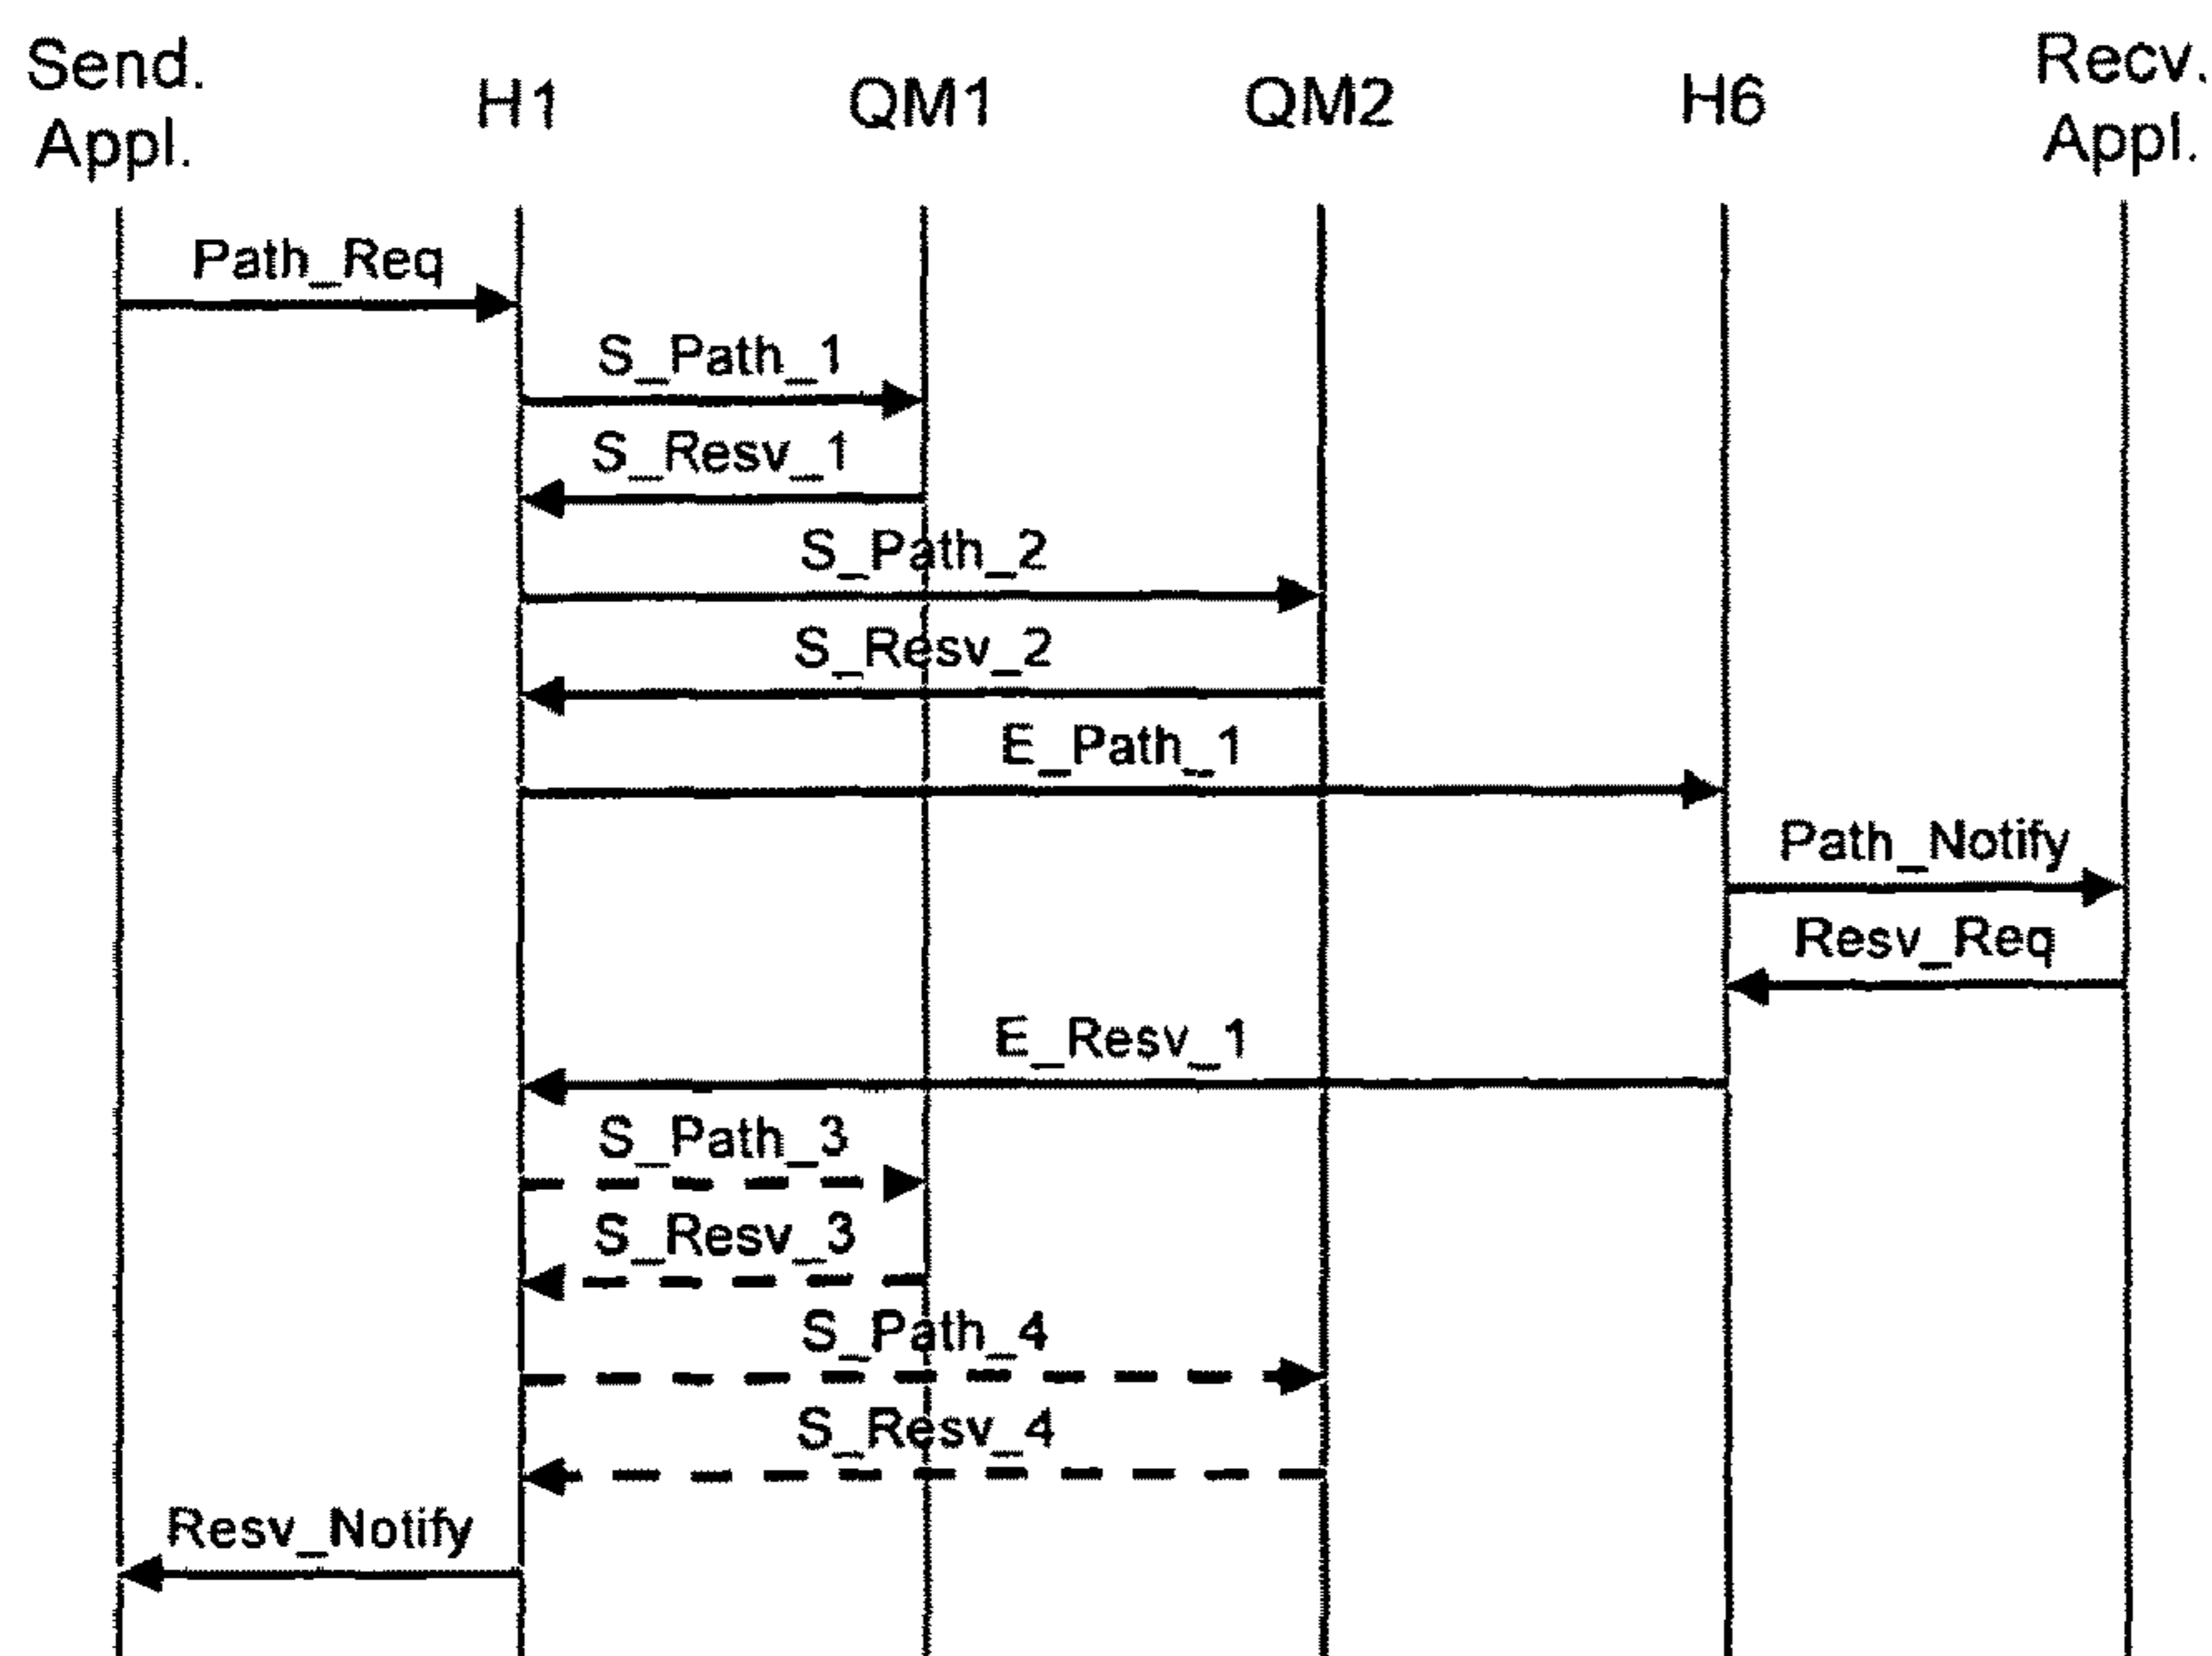 Send.
Appl.
H1
QM1
QM2
H6
Recv.
Appl.
Path_Req
S_Path_1
S_Resv_1
S_Path_2
S_Resv_2
E_Path_1
Path_Notify
Resv_Req
E_Resv_1
S_Path_3
S_Resv_3
S_Path_4
S_Resv_4
Resv_Notify